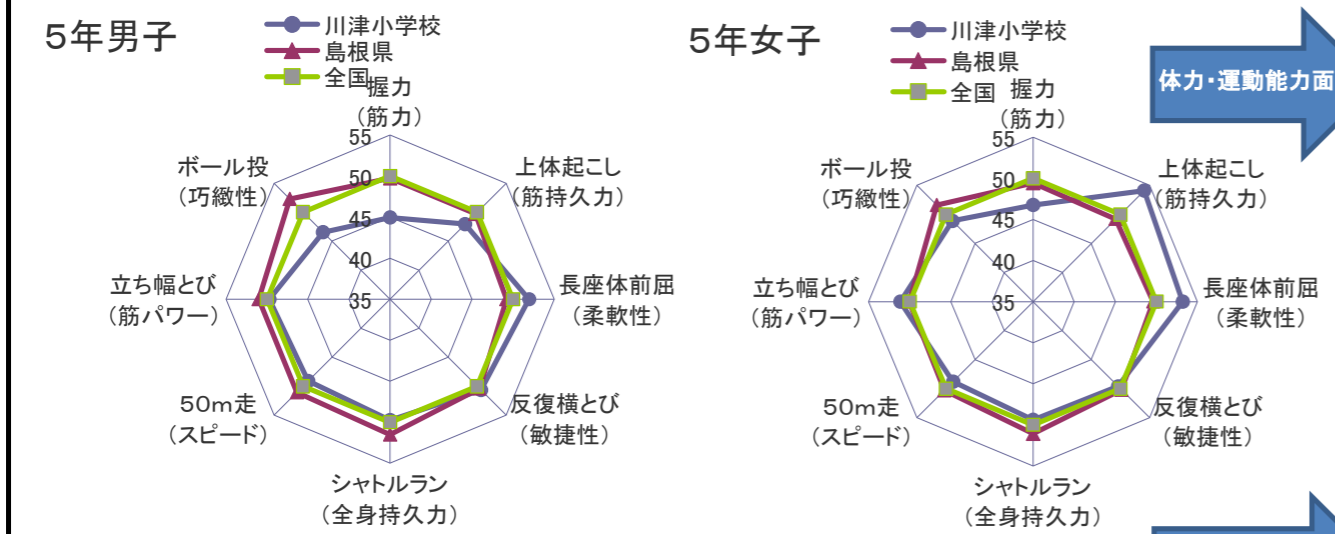 5年男子
川津小学校
島根県
全国
握力
(筋力)
上体起こし
(筋持久力)
長座体前屈
(柔軟性)
反復横とび
(敏捷性)
シャトルラン
(全身持久力)
50m走
(スピード)
立ち幅とび
(筋パワー)
ボール投
(巧緻性)
55
50
45
40
35
5年女子
川津小学校
島根県
全国
握力
(筋力)
上体起こし
(筋持久力)
長座体前屈
(柔軟性)
反復横とび
(敏捷性)
シャトルラン
(全身持久力)
50m走
(スピード)
立ち幅とび
(筋パワー)
ボール投
(巧緻性)
55
50
45
40
35
体力・運動能力面